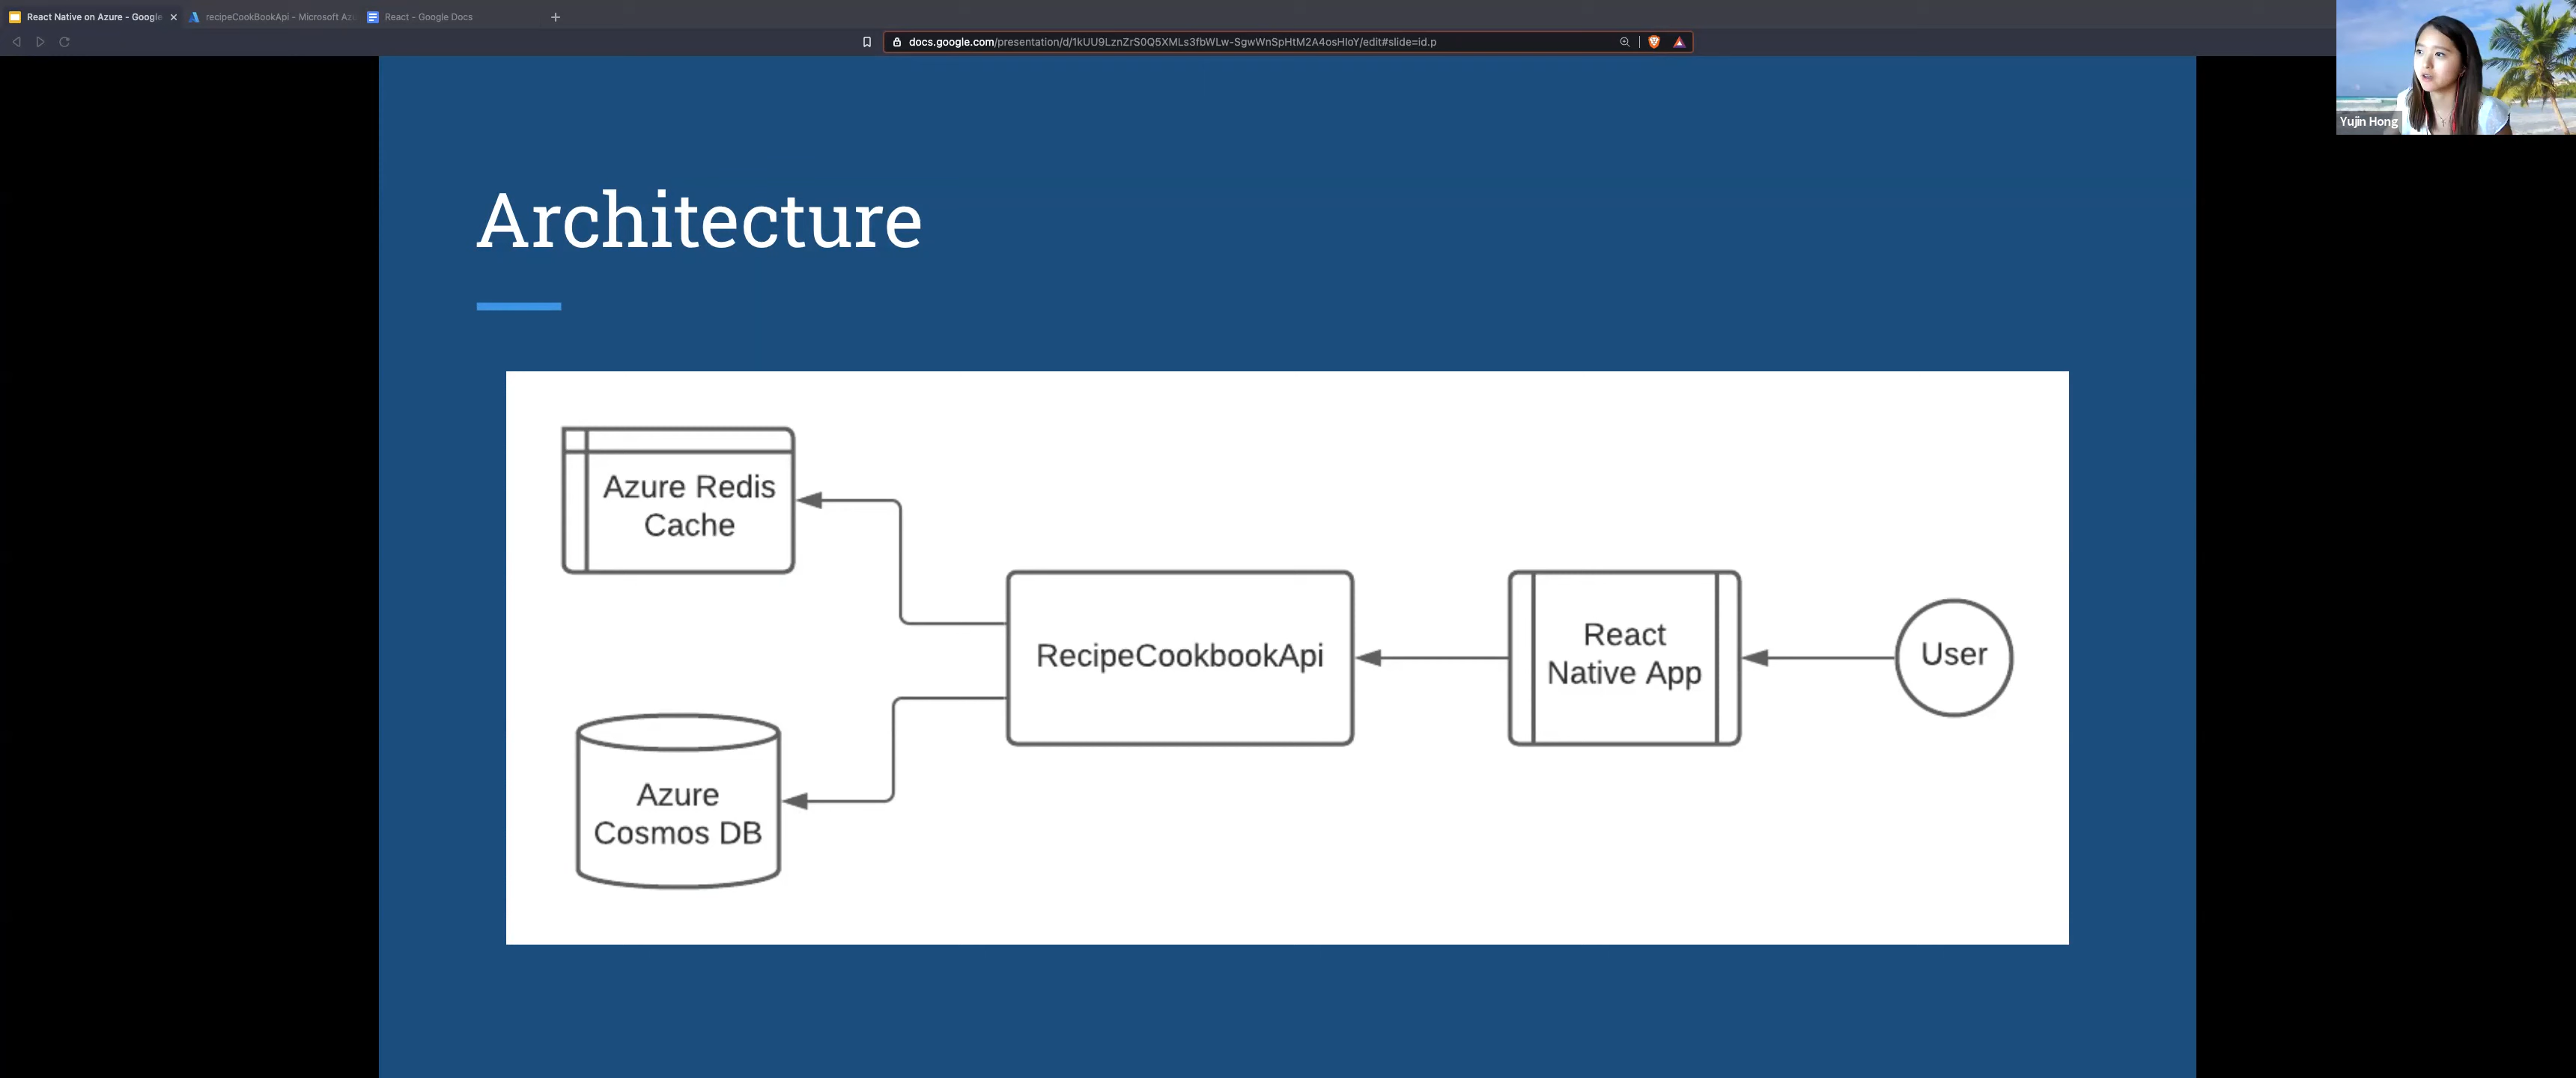 React Native on Azure - Google
recipeCookBookApi - Microsoft Az
React - Google Docs
docs.google.com/presentation/d/1kUU9LznZrS0Q5XMLs3fbWLw-SgwWnSpHtM2A4osHIoY/edit#slide=id.p
Yujin Hong
Architecture
Azure Redis
Cache
RecipeCookbookApi
React
Native App
User
Azure
Cosmos DB